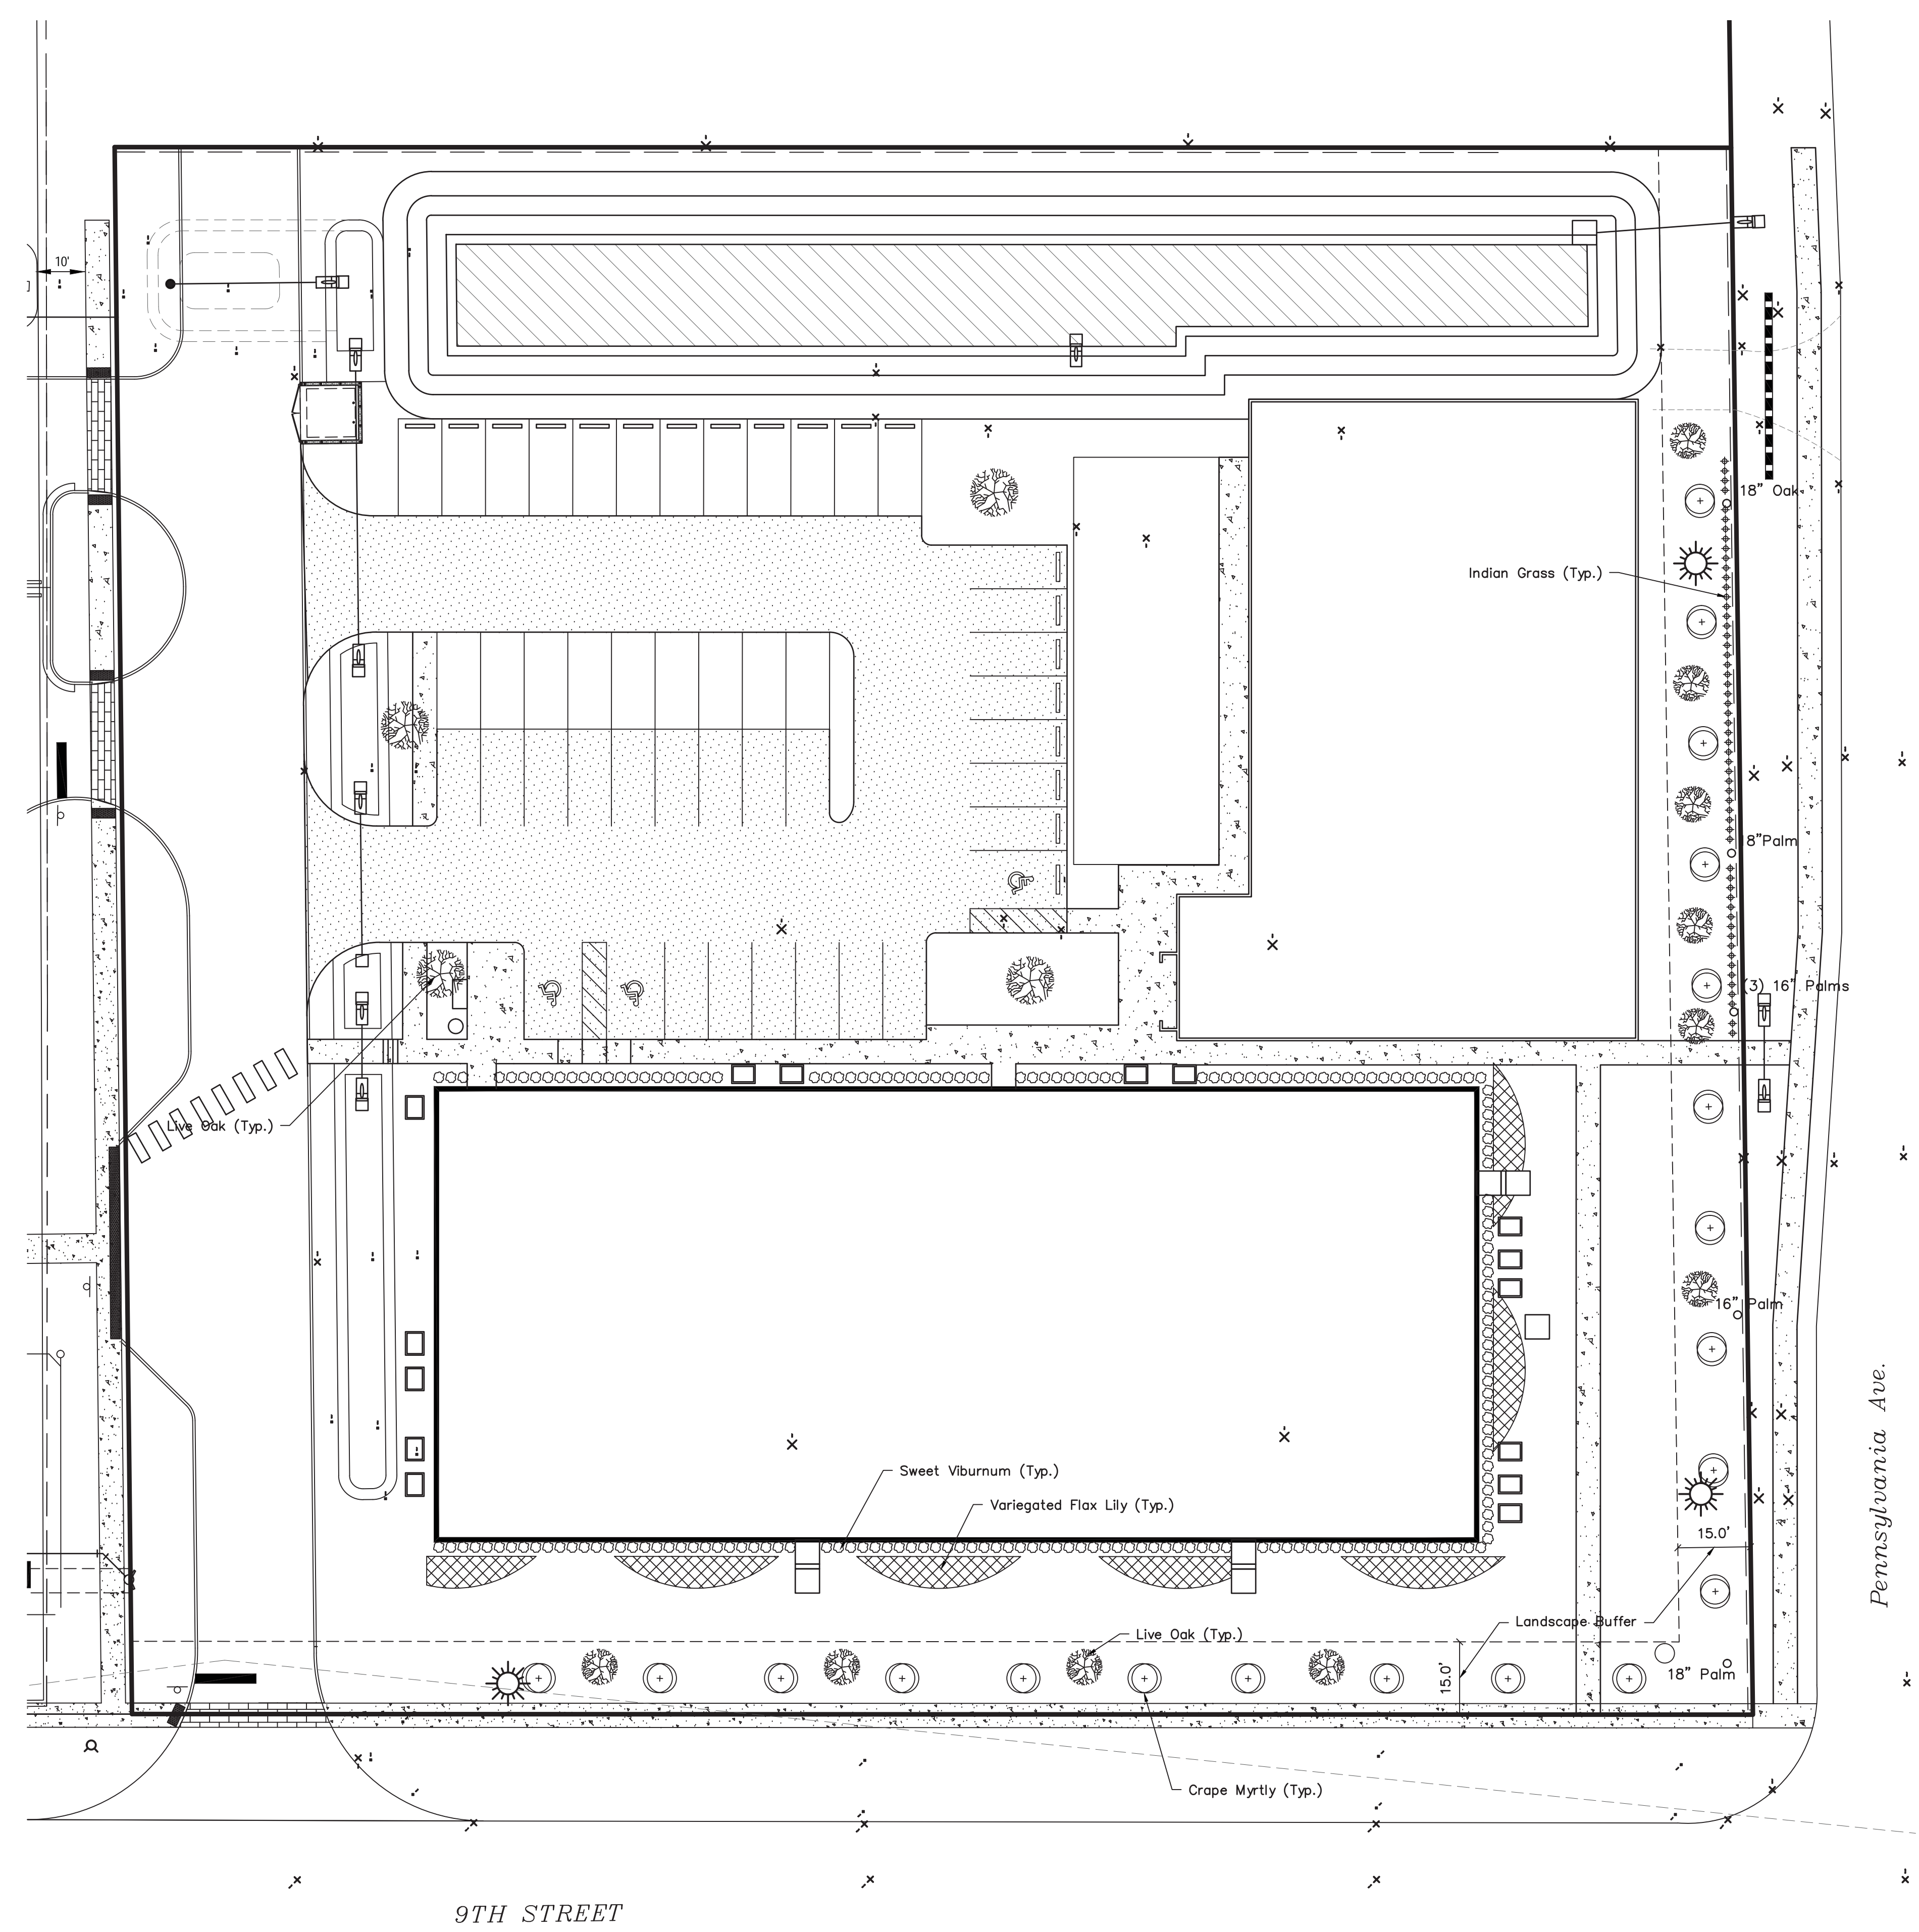 10'
18" Oak
Indian Grass (Typ.)
18"Palm
(3) 16" Palms
Live Oak (Typ.)
16" Palm
Sweet Viburnum (Typ.)
Variegated Flax Lily (Typ.)
15.0'
Landscape Buffer
Live Oak (Typ.)
18" Palm
15.0'
Crape Myrtly (Typ.)
Pennsylvania Ave.
9TH STREET